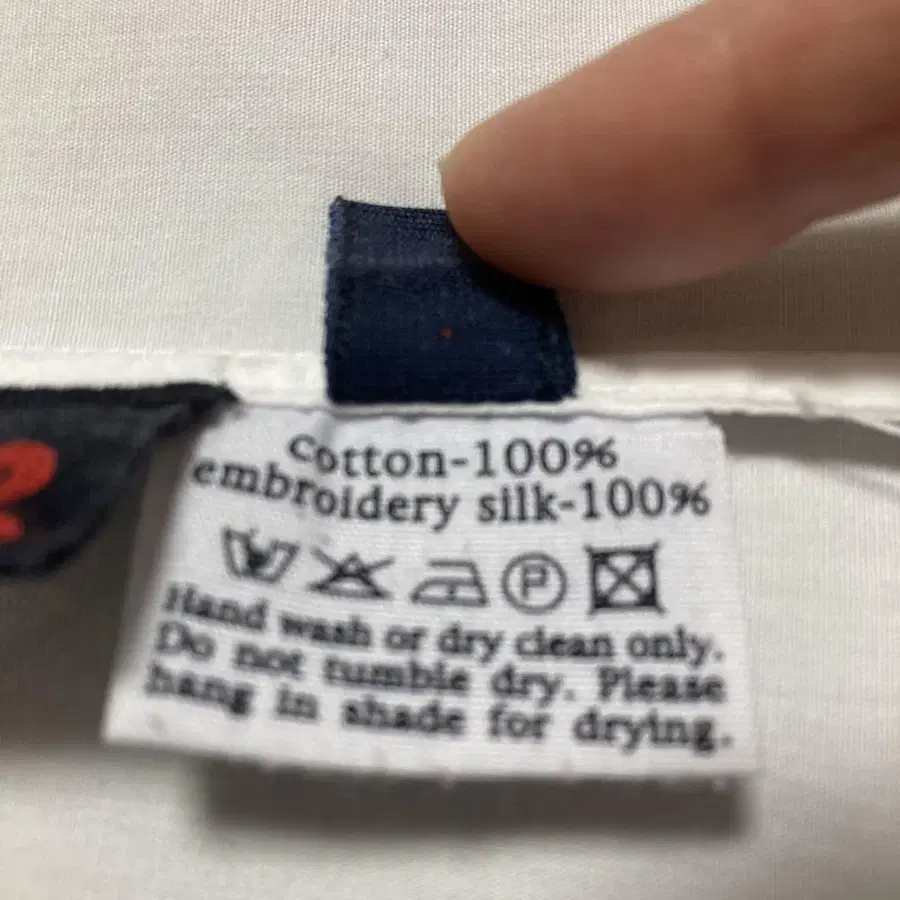 2
Cotton-100%
embroidery silk-100%
P
Hand wash or dry clean only.
Do not tumble dry. Please
hang in shade for drying.